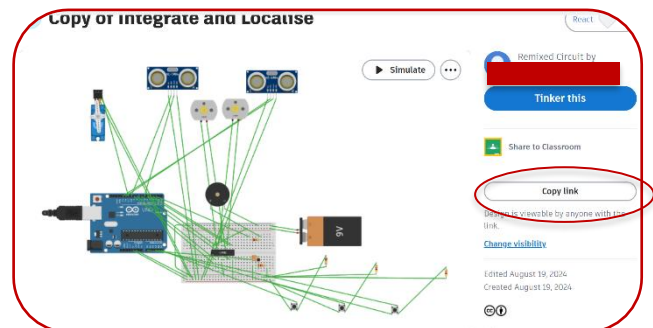 Copy of Integrate and Localise
React
Simulate
Remixed Circuit by
Tinker this
Share to Classroom
Copy link
Design is viewable by anyone with the
link.
Change visibility
Edited August 19, 2024
Created August 19, 2024
9V